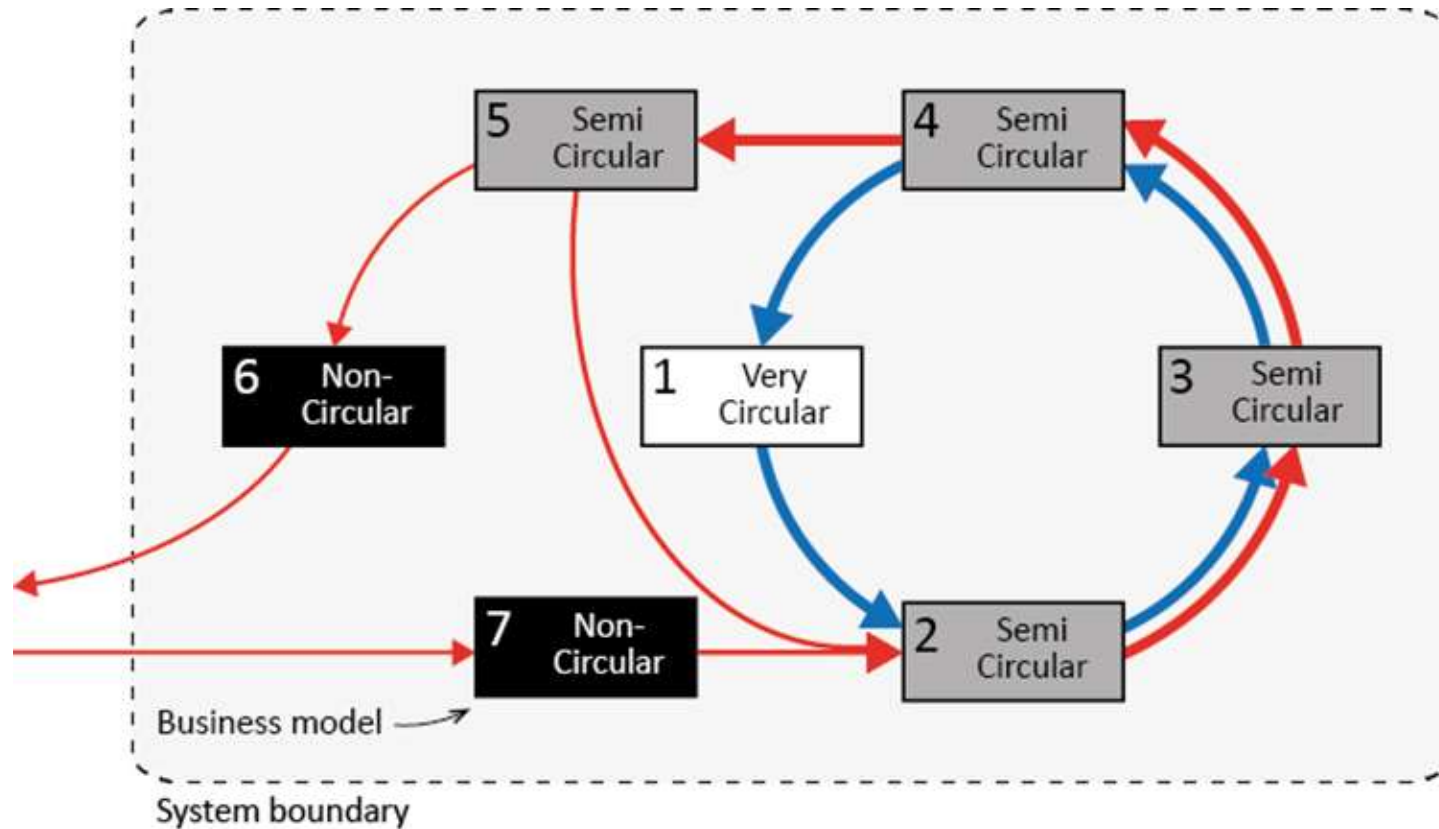 5 Semi
Circular
4 Semi
Circular
6 Non-
Circular
1 Very
Circular
3 Semi
Circular
7 Non-
Circular
2 Semi
Circular
Business model
System boundary